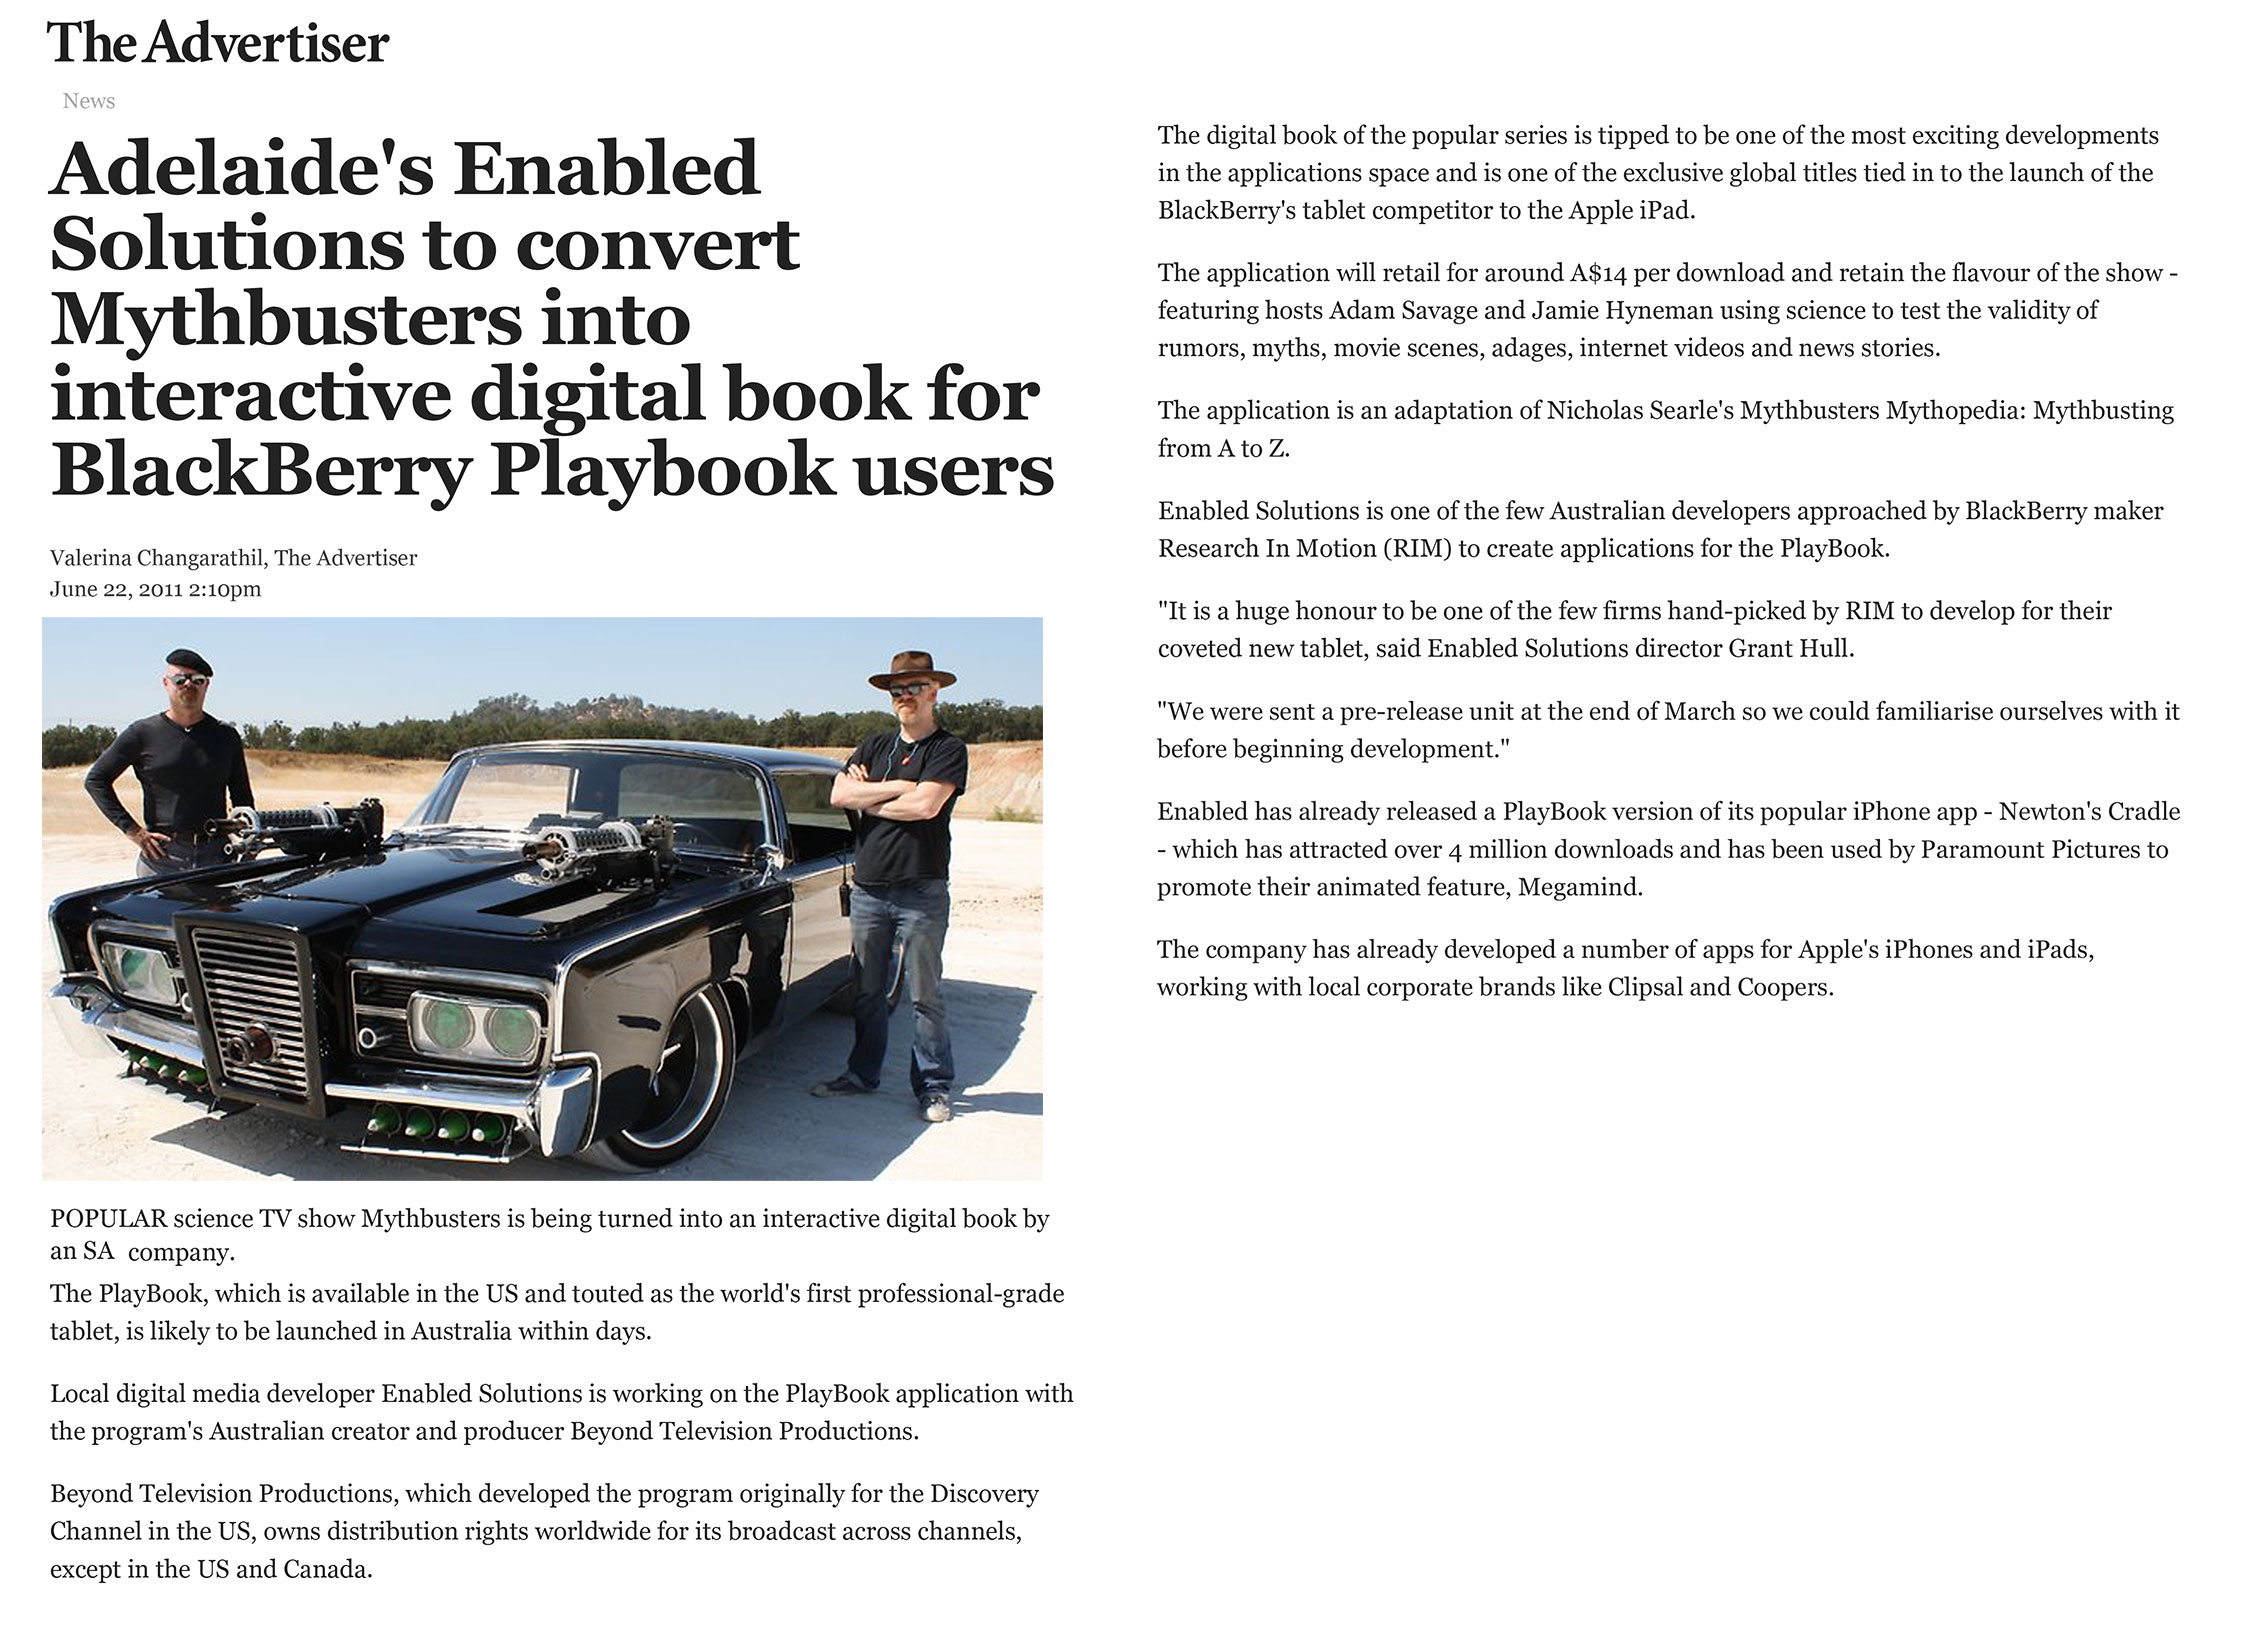 The Advertiser
News
Adelaide's Enabled
Solutions to convert
Mythbusters into
interactive digital book for
BlackBerry Playbook users
Valerina Changarathil, The Advertiser
June 22, 2011 2:10pm
POPULAR science TV show Mythbusters is being turned into an interactive digital book by
an SA company.
The PlayBook, which is available in the US and touted as the world's first professional-grade
tablet, is likely to be launched in Australia within days.
Local digital media developer Enabled Solutions is working on the PlayBook application with
the program's Australian creator and producer Beyond Television Productions.
Beyond Television Productions, which developed the program originally for the Discovery
Channel in the US, owns distribution rights worldwide for its broadcast across channels,
except in the US and Canada.
The digital book of the popular series is tipped to be one of the most exciting developments
in the applications space and is one of the exclusive global titles tied in to the launch of the
BlackBerry's tablet competitor to the Apple iPad.
The application will retail for around A$14 per download and retain the flavour of the show -
featuring hosts Adam Savage and Jamie Hyneman using science to test the validity of
rumors, myths, movie scenes, adages, internet videos and news stories.
The application is an adaptation of Nicholas Searle's Mythbusters Mythopedia: Mythbusting
from A to Z.
Enabled Solutions is one of the few Australian developers approached by BlackBerry maker
Research In Motion (RIM) to create applications for the PlayBook.
"It is a huge honour to be one of the few firms hand-picked by RIM to develop for their
coveted new tablet, said Enabled Solutions director Grant Hull.
"We were sent a pre-release unit at the end of March so we could familiarise ourselves with it
before beginning development."
Enabled has already released a PlayBook version of its popular iPhone app - Newton's Cradle
- which has attracted over 4 million downloads and has been used by Paramount Pictures to
promote their animated feature, Megamind.
The company has already developed a number of apps for Apple's iPhones and iPads,
working with local corporate brands like Clipsal and Coopers.